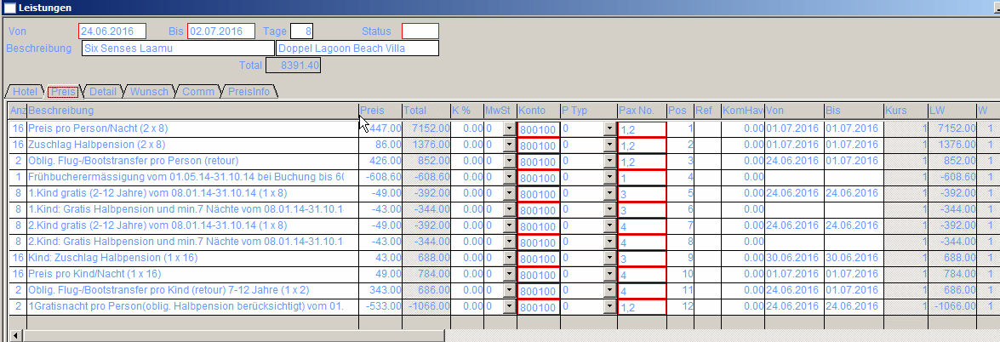 Leistungen
Von 24.06.2016 Bis 02.07.2016 Tage 8 Status
Beschreibung Six Senses Laamu Doppel Lagoon Beach Villa
Total 8391.40
Hotel Preis Detail Wunsch Comm PreisInfo
Anz Beschreibung Preis Total K % MwSt Konto P Typ Pax No. Pos Ref KomHav Von Bis Kurs LW W
16 Preis pro Person/Nacht (2 x 8) 447.00 7152.00 0.00 0 800100 0 1,2 1 0.00 01.07.2016 01.07.2016 1 7152.00 1
16 Zuschlag Halbpension (2 x 8) 86.00 1376.00 0.00 0 800100 0 1,2 2 0.00 01.07.2016 01.07.2016 1 1376.00 1
2 Oblig. Flug-/Bootstransfer pro Person (retour) 426.00 852.00 0.00 0 800100 0 1,2 3 0.00 24.06.2016 01.07.2016 1 852.00 1
1 Frühbucherermässigung vom 01.05.14-31.10.14 bei Buchung bis 60 -608.60 -608.60 0.00 0 800100 0 1 4 0.00 1 -608.60 1
8 1.Kind gratis (2-12 Jahre) vom 08.01.14-31.10.14 (1 x 8) -49.00 -392.00 0.00 0 800100 0 3 5 0.00 24.06.2016 24.06.2016 1 -392.00 1
8 1.Kind: Gratis Halbpension und min.7 Nächte vom 08.01.14-31.10.1 -43.00 -344.00 0.00 0 800100 0 3 6 0.00 1 -344.00 1
8 2.Kind gratis (2-12 Jahre) vom 08.01.14-31.10.14 (1 x 8) -49.00 -392.00 0.00 0 800100 0 4 7 0.00 24.06.2016 24.06.2016 1 -392.00 1
8 2.Kind: Gratis Halbpension und min.7 Nächte vom 08.01.14-31.10.1 -43.00 -344.00 0.00 0 800100 0 4 8 0.00 1 -344.00 1
16 Kind: Zuschlag Halbpension (1 x 16) 43.00 688.00 0.00 0 800100 0 3 9 0.00 30.06.2016 30.06.2016 1 688.00 1
16 Preis pro Kind/Nacht (1 x 16) 49.00 784.00 0.00 0 800100 0 4 10 0.00 01.07.2016 01.07.2016 1 784.00 1
2 Oblig. Flug-/Bootstransfer pro Kind (retour) 7-12 Jahre (1 x 2) 343.00 686.00 0.00 0 800100 0 4 11 0.00 24.06.2016 01.07.2016 1 686.00 1
2 1Gratisnacht pro Person(oblig. Halbpension berücksichtigt) vom 01. -533.00 -1066.00 0.00 0 800100 0 1,2 12 0.00 24.06.2016 01.07.2016 1 -1066.00 1